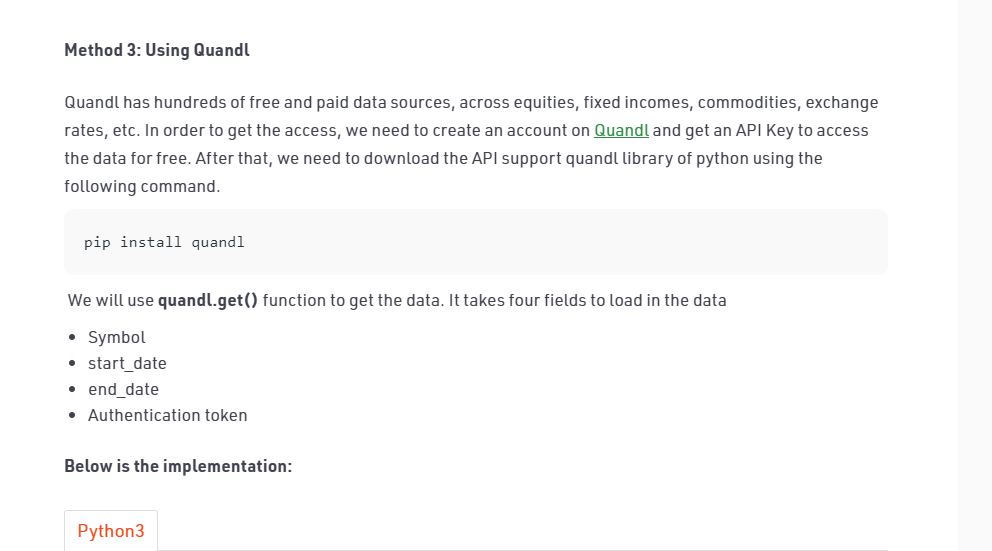 Method 3: Using Quandl
Quandl has hundreds of free and paid data sources, across equities, fixed incomes, commodities, exchange
rates, etc. In order to get the access, we need to create an account on Quandl and get an API Key to access
the data for free. After that, we need to download the API support quandl library of python using the
following command.
pip install quandl
We will use quandl.get() function to get the data. It takes four fields to load in the data
• Symbol
• start_date
• end_date
• Authentication token
Below is the implementation:
Python3